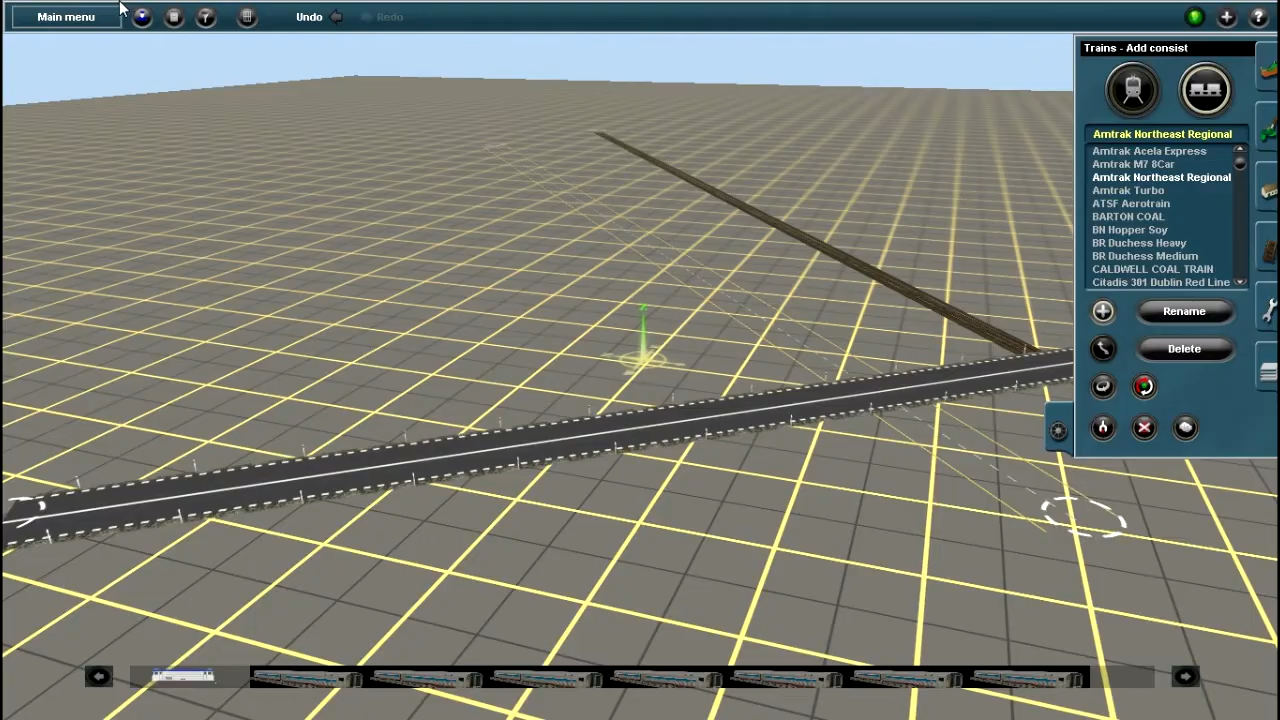 Main menu
Undo
Redo
Trains - Add consist
Amtrak Northeast Regional
Amtrak Acela Express
Amtrak M7 8Car
Amtrak Northeast Regional
Amtrak Turbo
ATSF Aerotrain
BARTON COAL
BN Hopper Soy
BR Duchess Heavy
BR Duchess Medium
CALDWELL COAL TRAIN
Citadis 301 Dublin Red Line
Rename
Delete